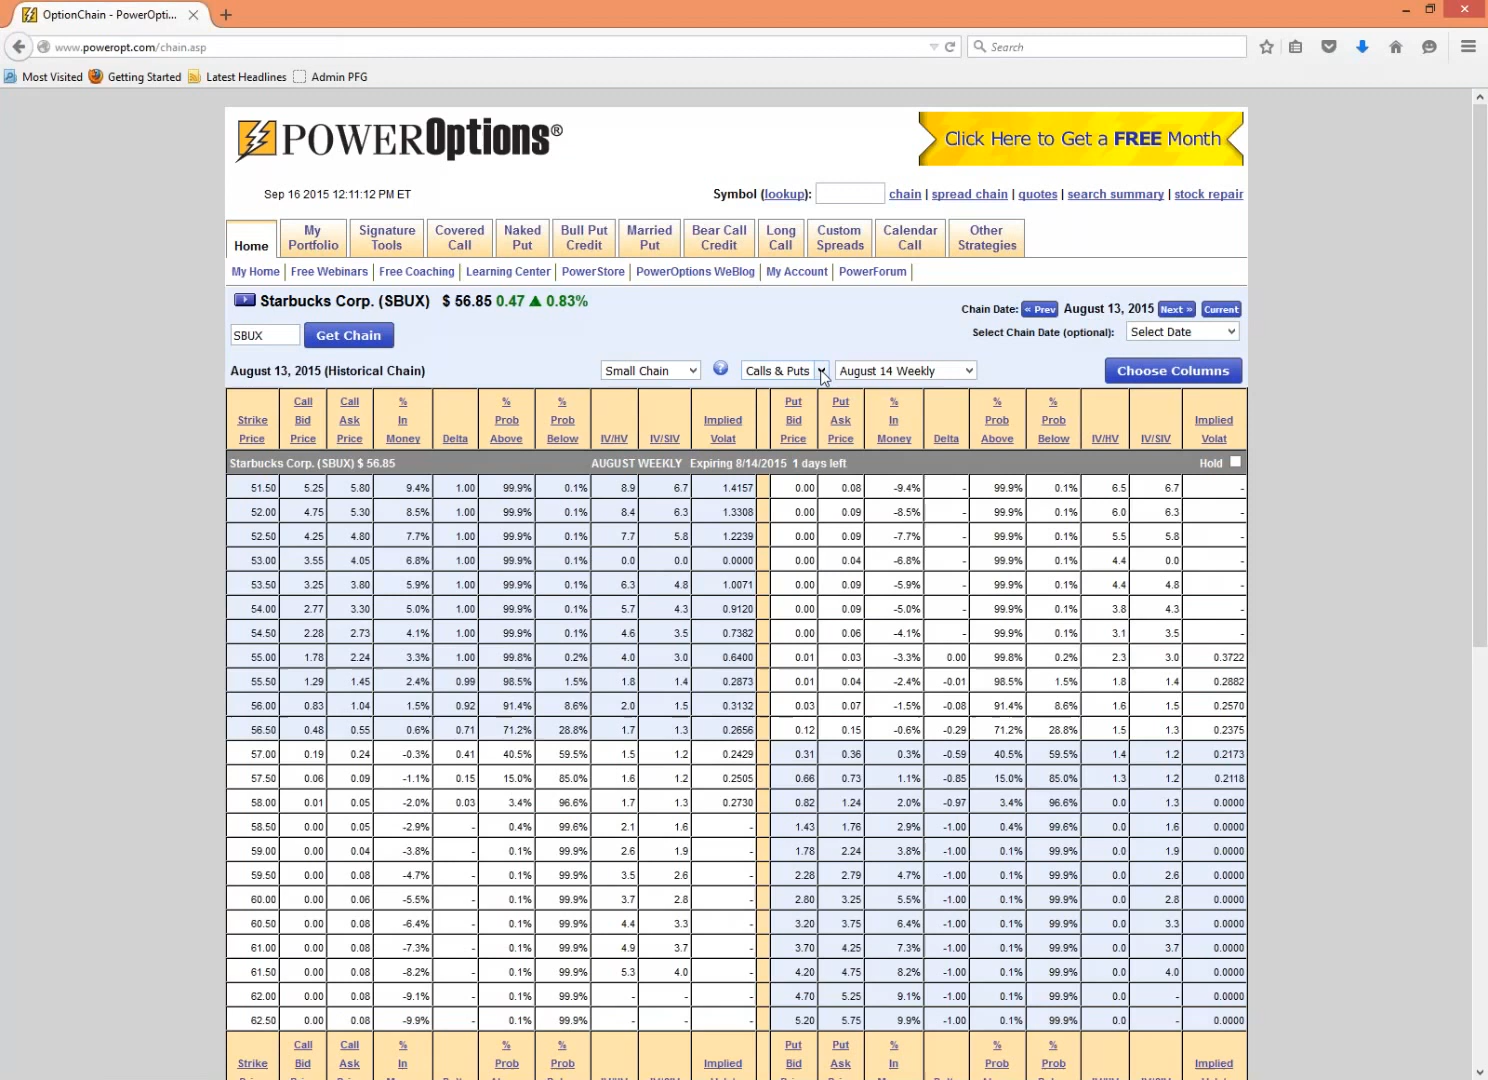 OptionChain - PowerOpti...
www.poweropt.com/chain.asp
Search
Most Visited Getting Started Latest Headlines Admin PFG
POWEROptions®
Click Here to Get a FREE Month
Sep 16 2015 12:11:12 PM ET
Symbol (lookup): chain | spread chain | quotes | search summary | stock repair
Home My Portfolio Signature Tools Covered Call Naked Put Bull Put Credit Married Put Bear Call Credit Long Call Custom Spreads Calendar Call Other Strategies
My Home | Free Webinars | Free Coaching | Learning Center | PowerStore | PowerOptions WeBlog | My Account | PowerForum |
Starbucks Corp. (SBUX) $ 56.85 0.47 ▲ 0.83%
Chain Date: « Prev August 13, 2015 Next » Current
SBUX Get Chain
Select Chain Date (optional): Select Date
August 13, 2015 (Historical Chain) Small Chain ? Calls & Puts August 14 Weekly Choose Columns
Strike Price Call Bid Price Call Ask Price % In Money Delta % Prob Above % Prob Below IV/HV IV/SIV Implied Volat Put Bid Price Put Ask Price % In Money Delta % Prob Above % Prob Below IV/HV IV/SIV Implied Volat
Starbucks Corp. (SBUX) $ 56.85 AUGUST WEEKLY Expiring 8/14/2015 1 days left Hold
51.50 5.25 5.80 9.4% 1.00 99.9% 0.1% 8.9 6.7 1.4157 0.00 0.08 -9.4% - 99.9% 0.1% 6.5 6.7 -
52.00 4.75 5.30 8.5% 1.00 99.9% 0.1% 8.4 6.3 1.3308 0.00 0.09 -8.5% - 99.9% 0.1% 6.0 6.3 -
52.50 4.25 4.80 7.7% 1.00 99.9% 0.1% 7.7 5.8 1.2239 0.00 0.09 -7.7% - 99.9% 0.1% 5.5 5.8 -
53.00 3.55 4.05 6.8% 1.00 99.9% 0.1% 0.0 0.0 0.0000 0.00 0.04 -6.8% - 99.9% 0.1% 4.4 0.0 -
53.50 3.25 3.80 5.9% 1.00 99.9% 0.1% 6.3 4.8 1.0071 0.00 0.09 -5.9% - 99.9% 0.1% 4.4 4.8 -
54.00 2.77 3.30 5.0% 1.00 99.9% 0.1% 5.7 4.3 0.9120 0.00 0.09 -5.0% - 99.9% 0.1% 3.8 4.3 -
54.50 2.28 2.73 4.1% 1.00 99.9% 0.1% 4.6 3.5 0.7382 0.00 0.06 -4.1% - 99.9% 0.1% 3.1 3.5 -
55.00 1.78 2.24 3.3% 1.00 99.8% 0.2% 4.0 3.0 0.6400 0.01 0.03 -3.3% 0.00 99.8% 0.2% 2.3 3.0 0.3722
55.50 1.29 1.45 2.4% 0.99 98.5% 1.5% 1.8 1.4 0.2873 0.01 0.04 -2.4% -0.01 98.5% 1.5% 1.8 1.4 0.2882
56.00 0.83 1.04 1.5% 0.92 91.4% 8.6% 2.0 1.5 0.3132 0.03 0.07 -1.5% -0.08 91.4% 8.6% 1.6 1.5 0.2570
56.50 0.48 0.55 0.6% 0.71 71.2% 28.8% 1.7 1.3 0.2656 0.12 0.15 -0.6% -0.29 71.2% 28.8% 1.5 1.3 0.2375
57.00 0.19 0.24 -0.3% 0.41 40.5% 59.5% 1.5 1.2 0.2429 0.31 0.36 0.3% -0.59 40.5% 59.5% 1.4 1.2 0.2173
57.50 0.06 0.09 -1.1% 0.15 15.0% 85.0% 1.6 1.2 0.2505 0.66 0.73 1.1% -0.85 15.0% 85.0% 1.3 1.2 0.2118
58.00 0.01 0.05 -2.0% 0.03 3.4% 96.6% 1.7 1.3 0.2730 0.82 1.24 2.0% -0.97 3.4% 96.6% 0.0 1.3 0.0000
58.50 0.00 0.05 -2.9% - 0.4% 99.6% 2.1 1.6 - 1.43 1.76 2.9% -1.00 0.4% 99.6% 0.0 1.6 0.0000
59.00 0.00 0.04 -3.8% - 0.1% 99.9% 2.6 1.9 - 1.78 2.24 3.8% -1.00 0.1% 99.9% 0.0 1.9 0.0000
59.50 0.00 0.08 -4.7% - 0.1% 99.9% 3.5 2.6 - 2.28 2.79 4.7% -1.00 0.1% 99.9% 0.0 2.6 0.0000
60.00 0.00 0.06 -5.5% - 0.1% 99.9% 3.7 2.8 - 2.80 3.25 5.5% -1.00 0.1% 99.9% 0.0 2.8 0.0000
60.50 0.00 0.08 -6.4% - 0.1% 99.9% 4.4 3.3 - 3.20 3.75 6.4% -1.00 0.1% 99.9% 0.0 3.3 0.0000
61.00 0.00 0.08 -7.3% - 0.1% 99.9% 4.9 3.7 - 3.70 4.25 7.3% -1.00 0.1% 99.9% 0.0 3.7 0.0000
61.50 0.00 0.08 -8.2% - 0.1% 99.9% 5.3 4.0 - 4.20 4.75 8.2% -1.00 0.1% 99.9% 0.0 4.0 0.0000
62.00 0.00 0.08 -9.1% - 0.1% 99.9% - - - 4.70 5.25 9.1% -1.00 0.1% 99.9% 0.0 - 0.0000
62.50 0.00 0.08 -9.9% - 0.1% 99.9% - - - 5.20 5.75 9.9% -1.00 0.1% 99.9% 0.0 - 0.0000
Call Call % % % Put Put % % %
Strike Bid Ask In Prob Prob Implied Bid Ask In Prob Prob Implied